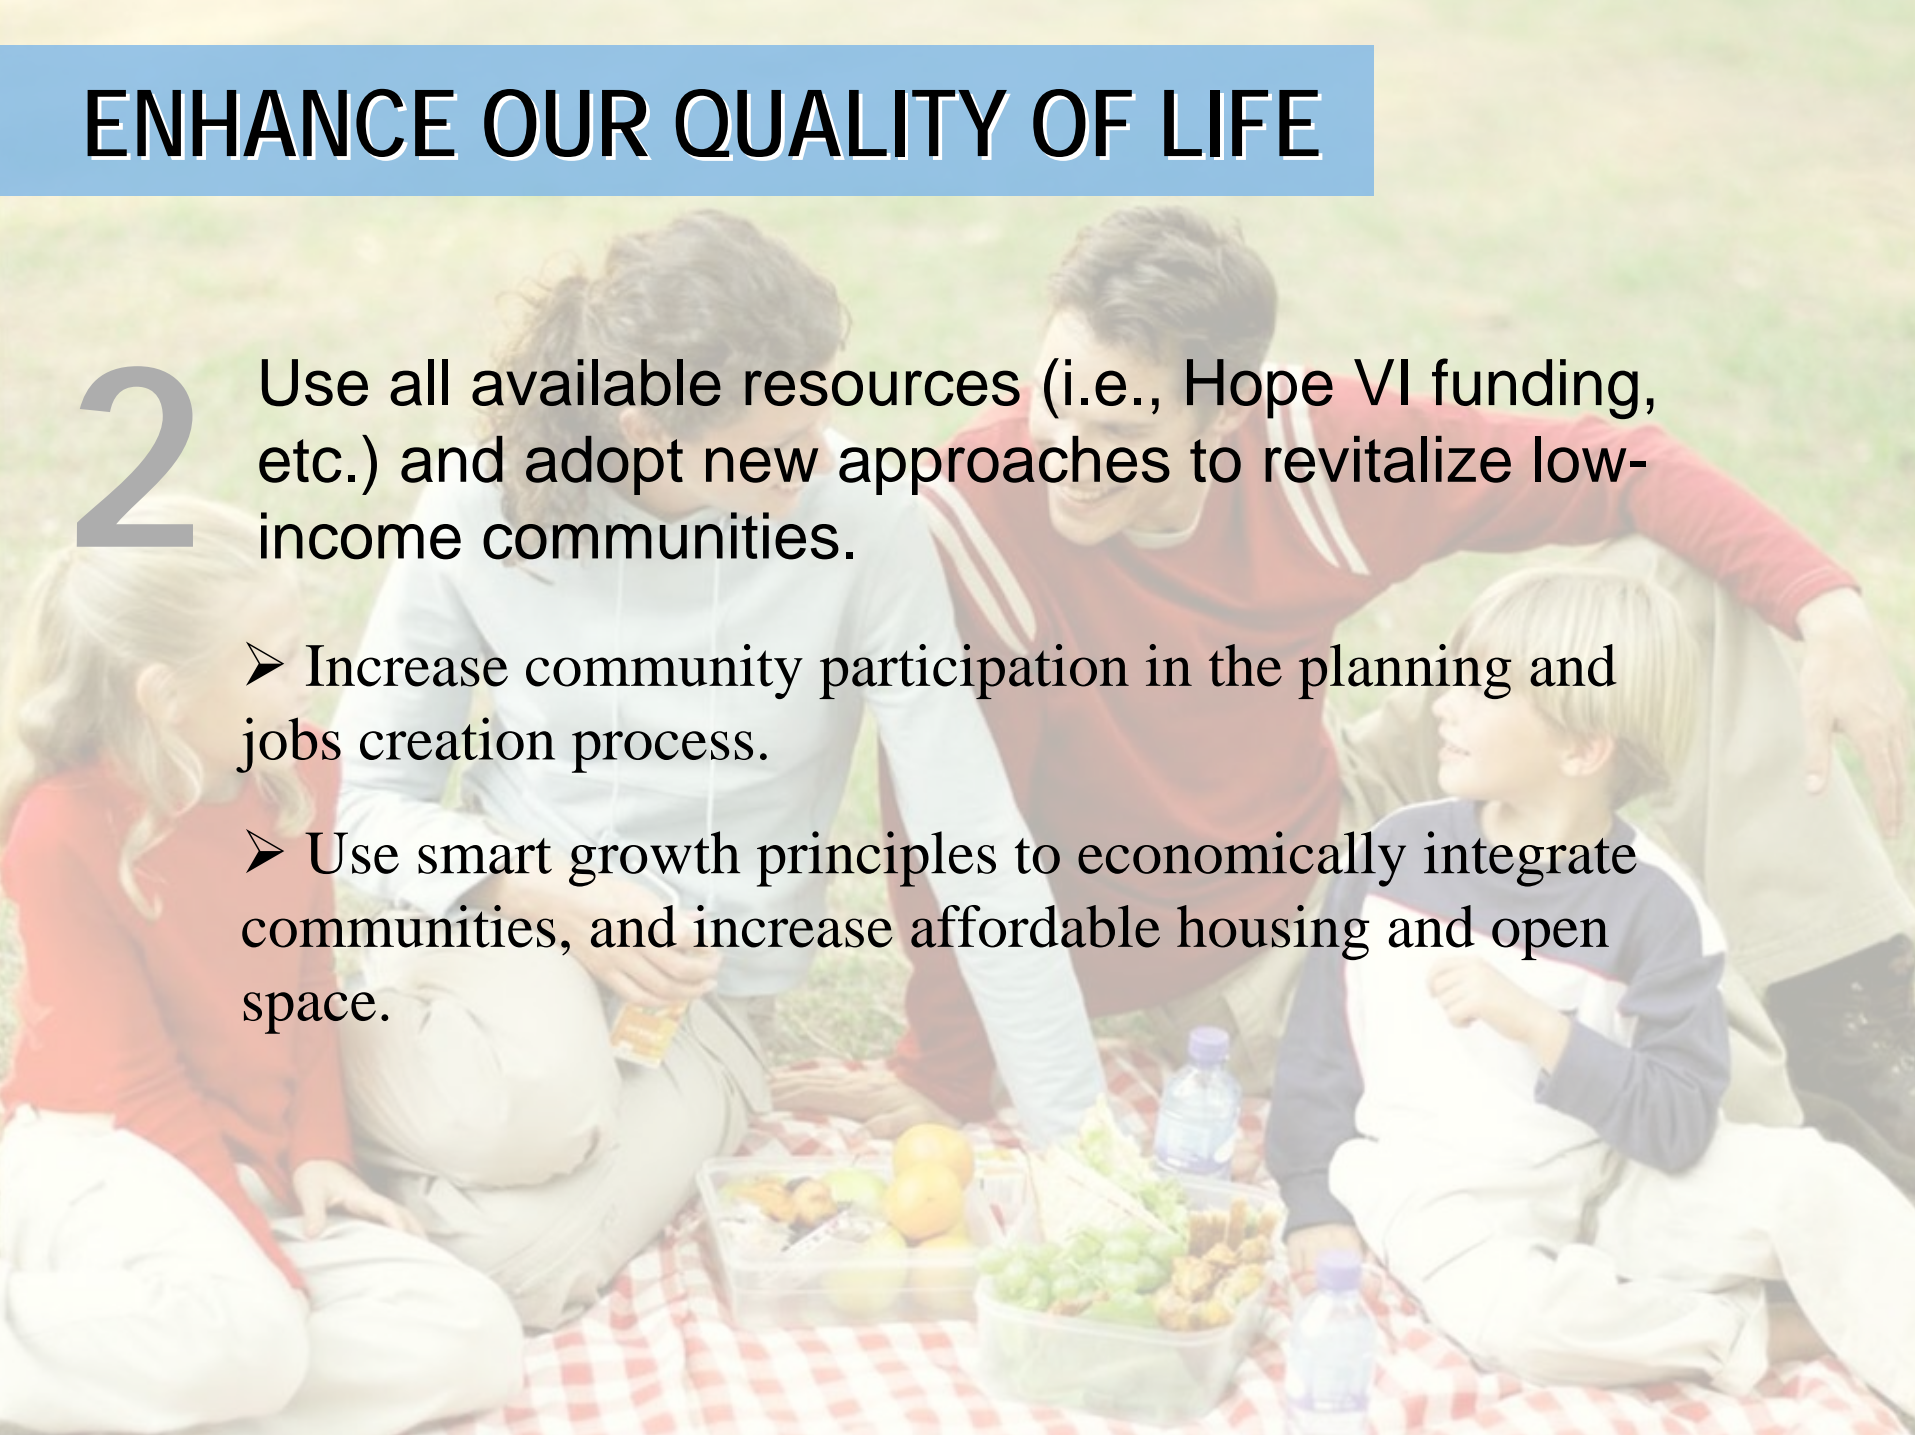 ENHANCE OUR QUALITY OF LIFE
2
Use all available resources (i.e., Hope VI funding,
etc.) and adopt new approaches to revitalize low-
income communities.
➢ Increase community participation in the planning and
jobs creation process.
➢ Use smart growth principles to economically integrate
communities, and increase affordable housing and open
space.